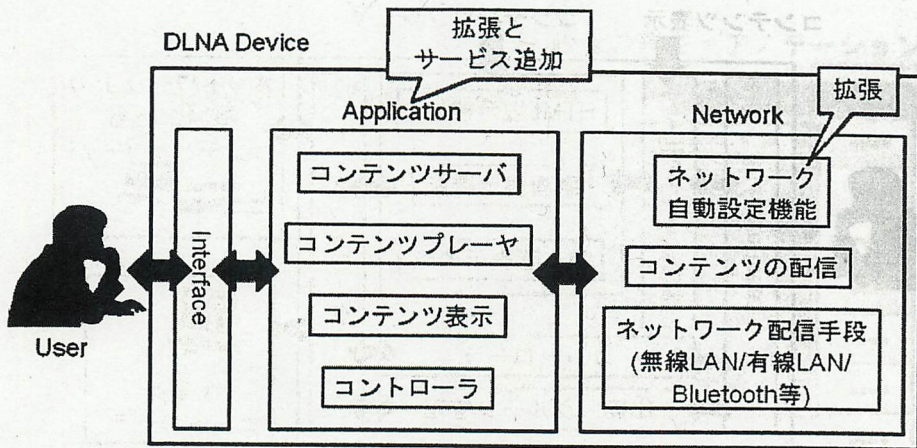 DLNA Device
拡張と
サービス追加
拡張
Application
Network
Interface
コンテンツサーバ
コンテンツプレーヤ
コンテンツ表示
コントローラ
ネットワーク
自動設定機能
コンテンツの配信
ネットワーク配信手段
(無線LAN/有線LAN/
Bluetooth等)
User